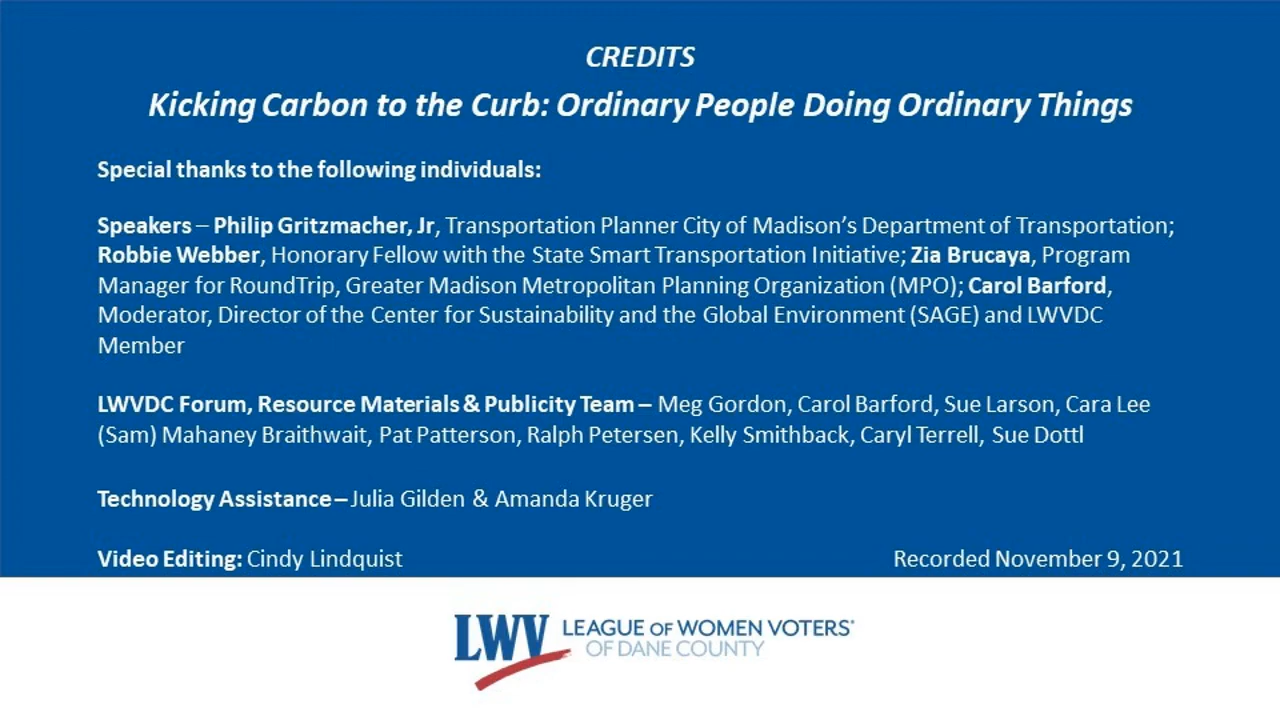 CREDITS
Kicking Carbon to the Curb: Ordinary People Doing Ordinary Things
Special thanks to the following individuals:
Speakers – Philip Gritzmacher, Jr, Transportation Planner City of Madison's Department of Transportation;
Robbie Webber, Honorary Fellow with the State Smart Transportation Initiative; Zia Brucaya, Program
Manager for RoundTrip, Greater Madison Metropolitan Planning Organization (MPO); Carol Barford,
Moderator, Director of the Center for Sustainability and the Global Environment (SAGE) and LWVDC
Member
LWVDC Forum, Resource Materials & Publicity Team – Meg Gordon, Carol Barford, Sue Larson, Cara Lee
(Sam) Mahaney Braithwait, Pat Patterson, Ralph Petersen, Kelly Smithback, Caryl Terrell, Sue Dottl
Technology Assistance – Julia Gilden & Amanda Kruger
Video Editing: Cindy Lindquist
Recorded November 9, 2021
LWV LEAGUE OF WOMEN VOTERS®
OF DANE COUNTY